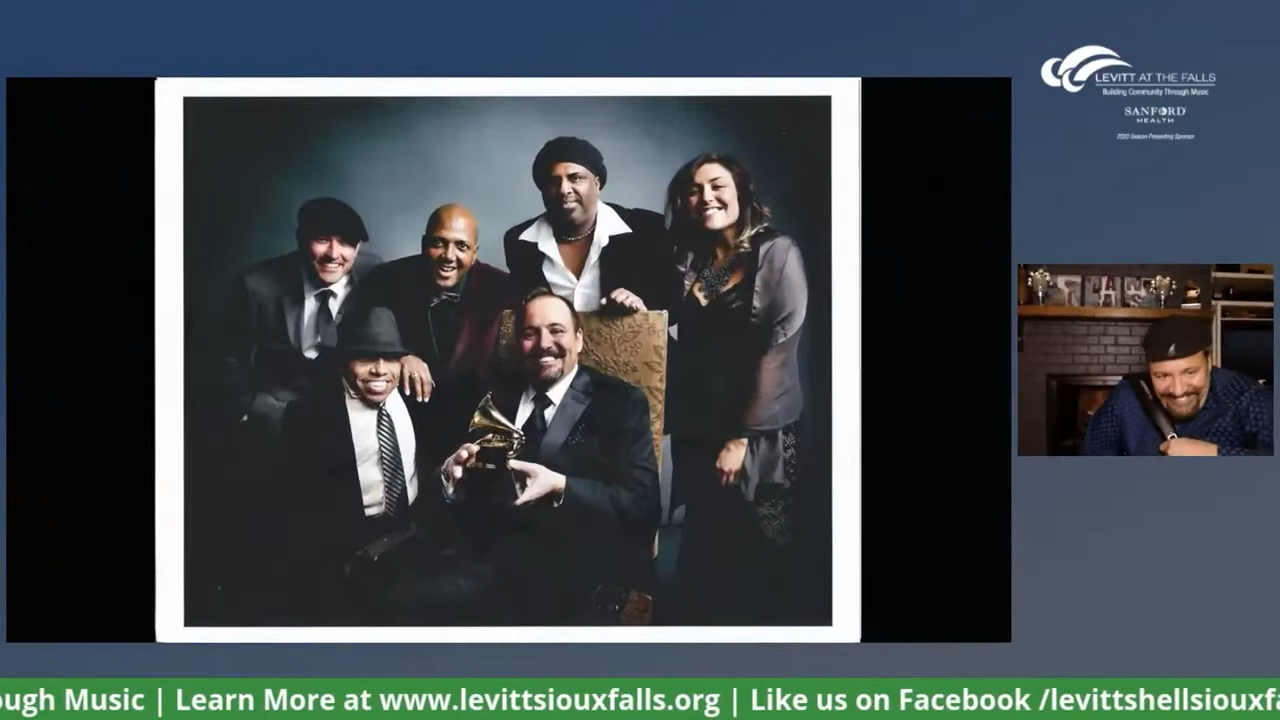 LEVITT AT THE FALLS
Building Community Through Music
SANFORD
HEALTH
2020 Season Presenting Sponsor
ough Music | Learn More at www.levittsiouxfalls.org | Like us on Facebook /levittshellsiouxfa